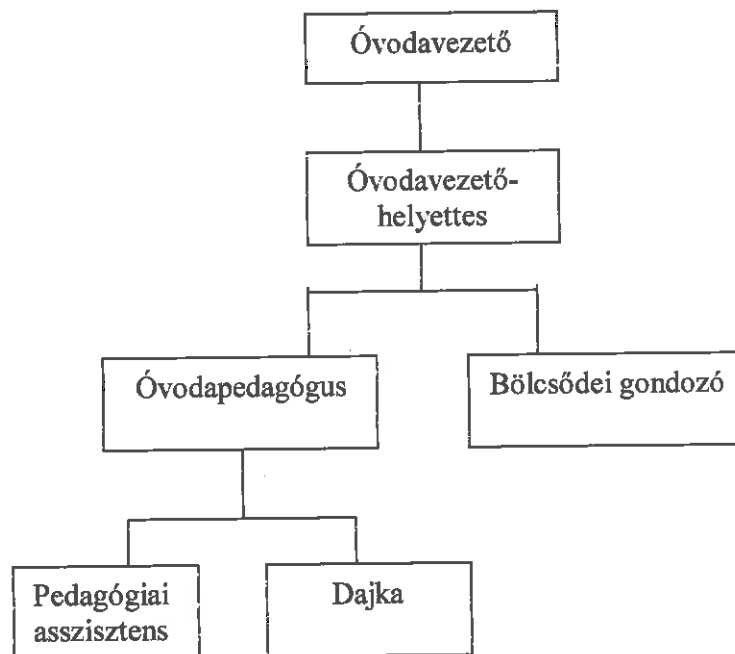 Óvodavezető
Óvodavezető-
helyettes
Óvodapedagógus
Bölcsődei gondozó
Pedagógiai
asszisztens
Dajka